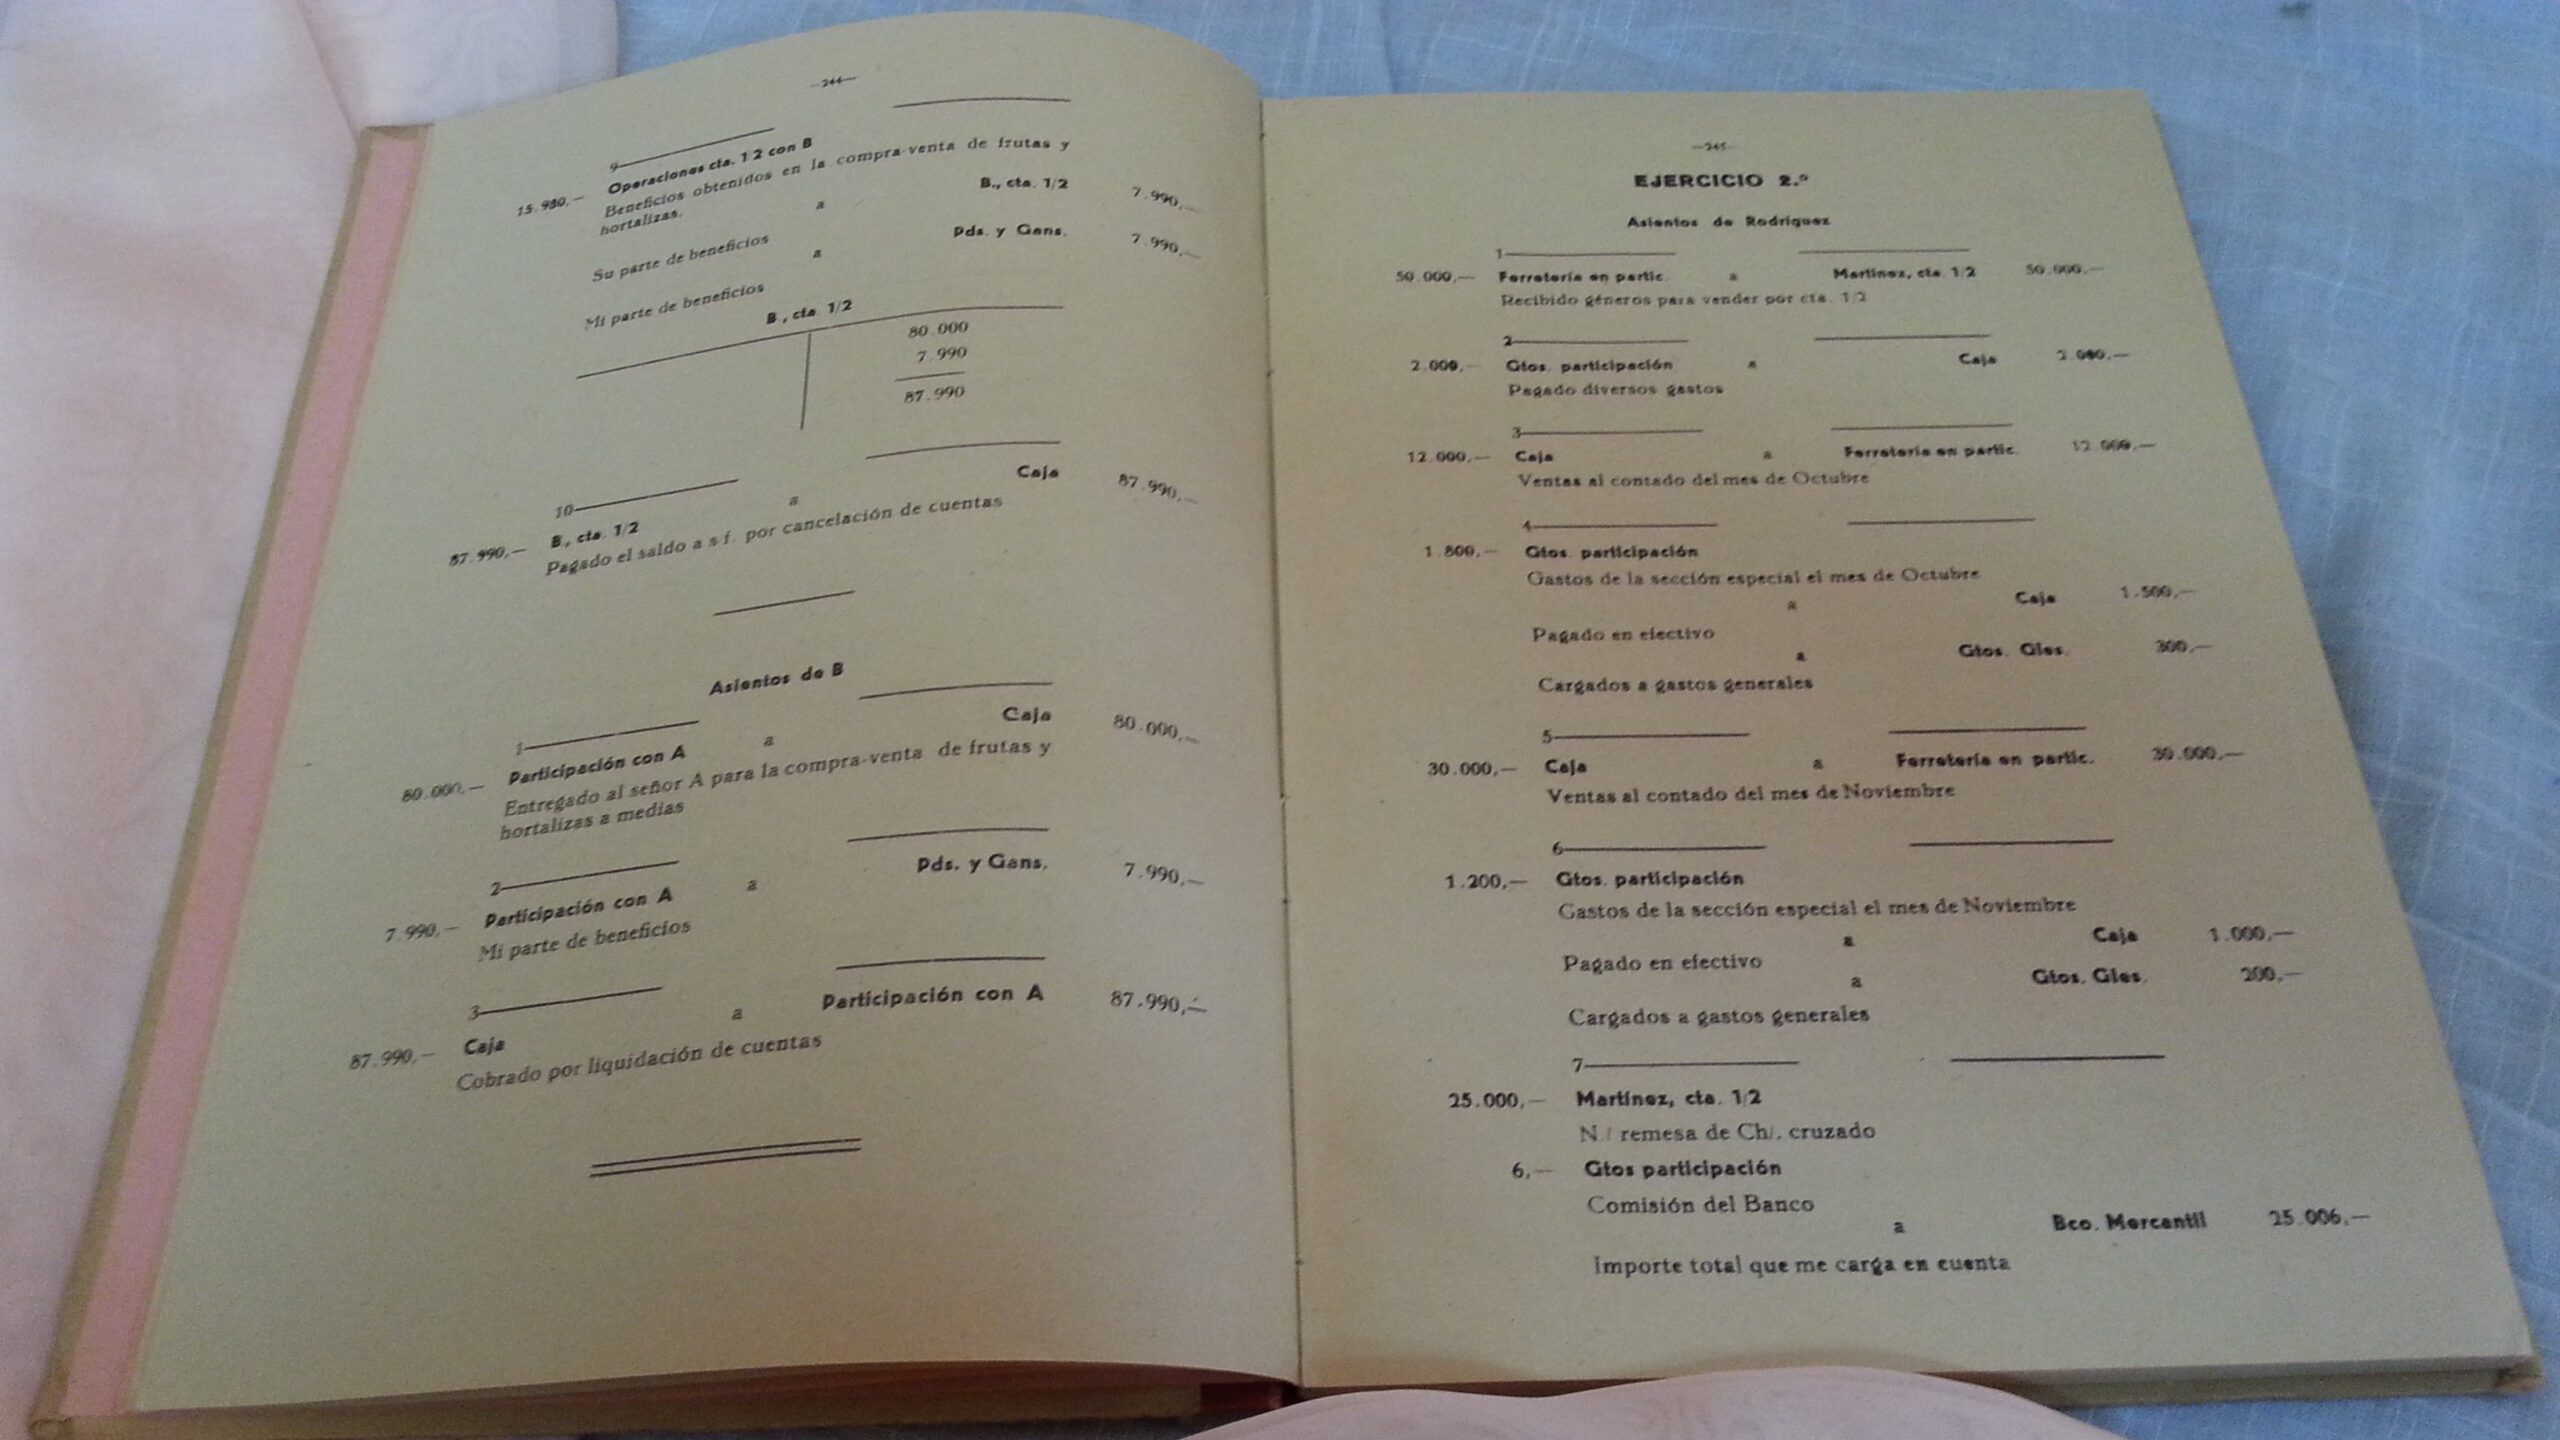 —244—
9
15.980,— Operaciones cta. 1/2 con B
Beneficios obtenidos en la compra-venta de frutas y
hortalizas.
a B., cta. 1/2 7.990,—
Su parte de beneficios
a Pds. y Gans. 7.990,—
Mi parte de beneficios
B., cta. 1/2
80.000
7.990
87.990
10
87.990,— B., cta. 1/2 a Caja 87.990,—
Pagado el saldo a s/f. por cancelación de cuentas
Asientos de B
1
80.000,— Participación con A a Caja 80.000,—
Entregado al señor A para la compra-venta de frutas y
hortalizas a medias
2
7.990,— Participación con A a Pds. y Gans. 7.990,—
Mi parte de beneficios
3
87.990,— Caja a Participación con A 87.990,—
Cobrado por liquidación de cuentas
—245—
EJERCICIO 2.º
Asientos de Rodríguez
1
50.000,— Ferretería en partic. a Martínez, cta. 1/2 50.000,—
Recibido géneros para vender por cta. 1/2
2
2.000,— Gtos. participación a Caja 2.000,—
Pagado diversos gastos
3
12.000,— Caja a Ferretería en partic. 12.000,—
Ventas al contado del mes de Octubre
4
1.800,— Gtos. participación
Gastos de la sección especial el mes de Octubre
a Caja 1.500,—
Pagado en efectivo
a Gtos. Gles. 300,—
Cargados a gastos generales
5
30.000,— Caja a Ferretería en partic. 30.000,—
Ventas al contado del mes de Noviembre
6
1.200,— Gtos. participación
Gastos de la sección especial el mes de Noviembre
a Caja 1.000,—
Pagado en efectivo
a Gtos. Gles. 200,—
Cargados a gastos generales
7
25.000,— Martínez, cta. 1/2
N./ remesa de Ch/. cruzado
6,— Gtos participación
Comisión del Banco
a Bco. Mercantil 25.006,—
Importe total que me carga en cuenta